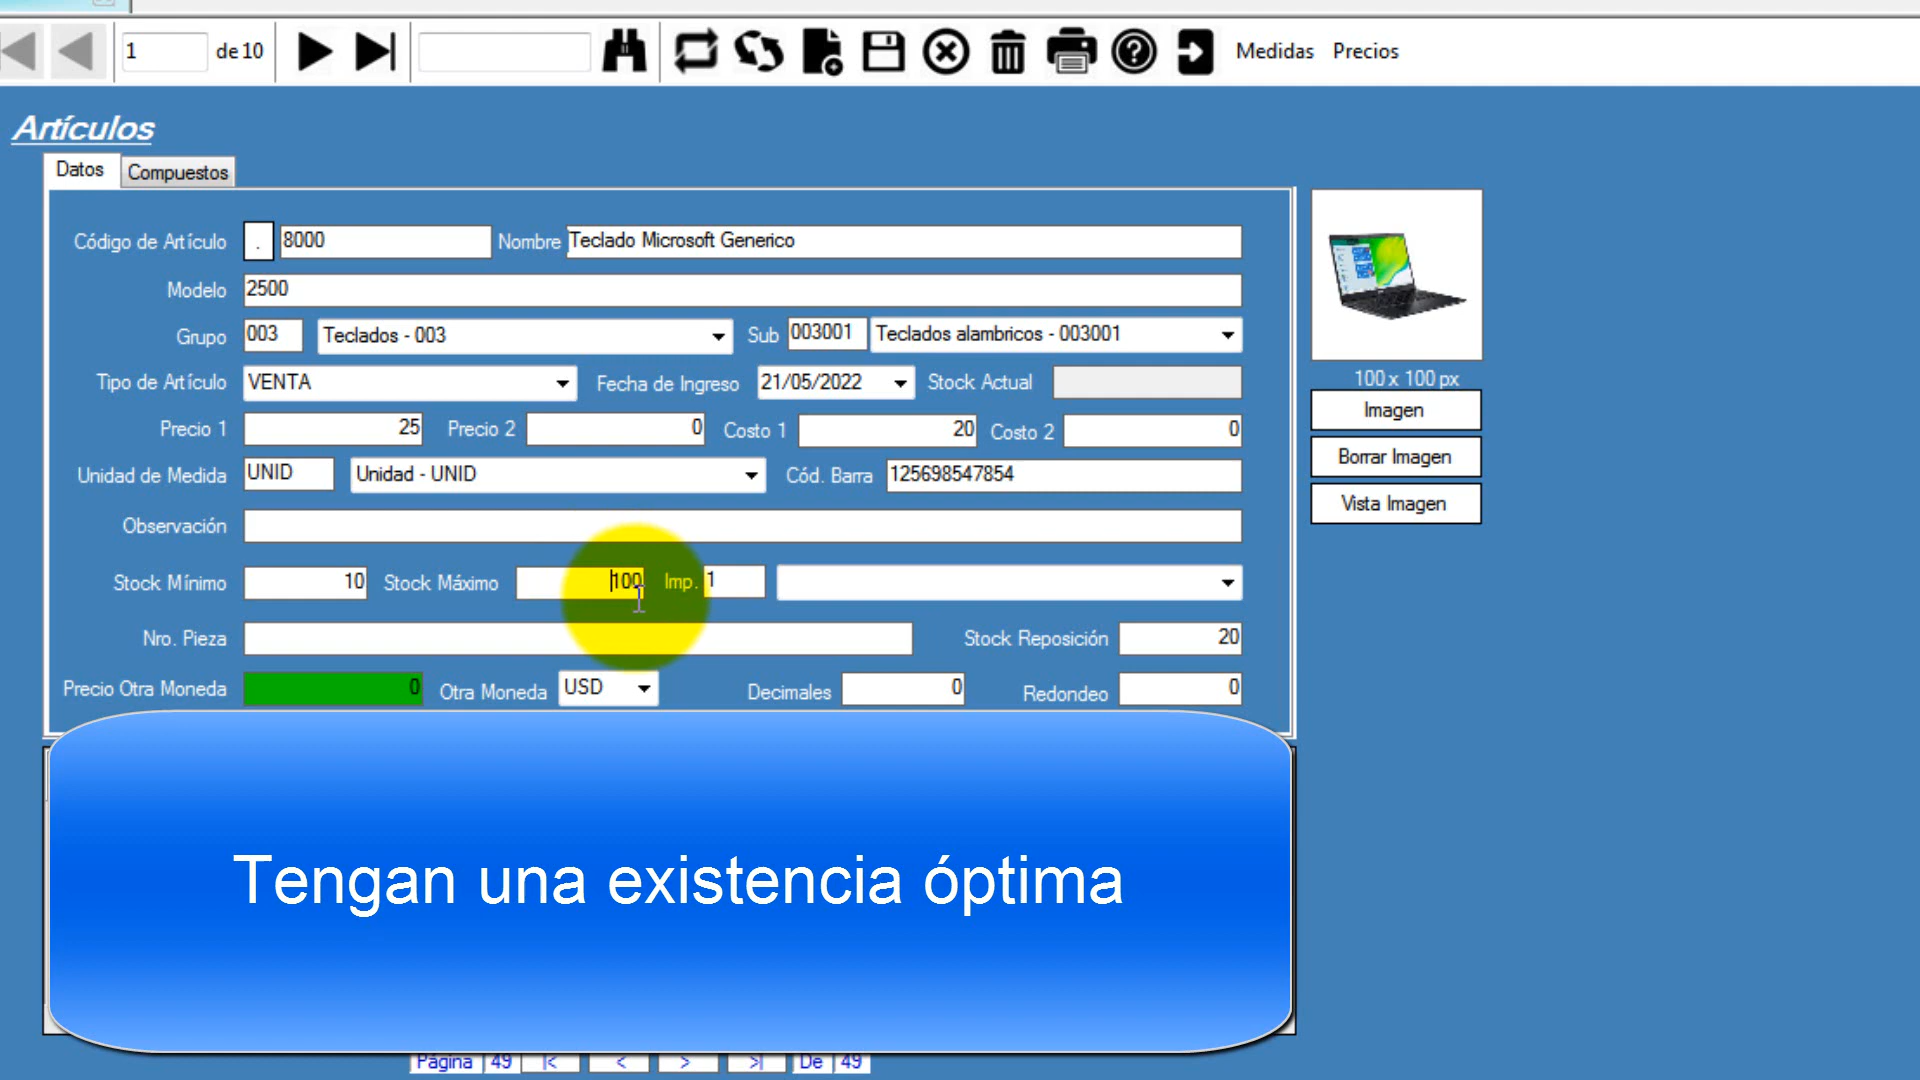 1 de 10 Medidas Precios
Artículos
Datos Compuestos
Código de Artículo . 8000 Nombre Teclado Microsoft Generico
Modelo 2500
Grupo 003 Teclados - 003 Sub 003001 Teclados alambricos - 003001
Tipo de Artículo VENTA Fecha de Ingreso 21/05/2022 Stock Actual
Precio 1 25 Precio 2 0 Costo 1 20 Costo 2 0
Unidad de Medida UNID Unidad - UNID Cód. Barra 125698547854
Observación
Stock Mínimo 10 Stock Máximo 100 Imp. 1
Nro. Pieza Stock Reposición 20
Precio Otra Moneda 0 Otra Moneda USD Decimales 0 Redondeo 0
100 x 100 px
Imagen
Borrar Imagen
Vista Imagen
Tengan una existencia óptima
Página 49 |< < > >| De 49